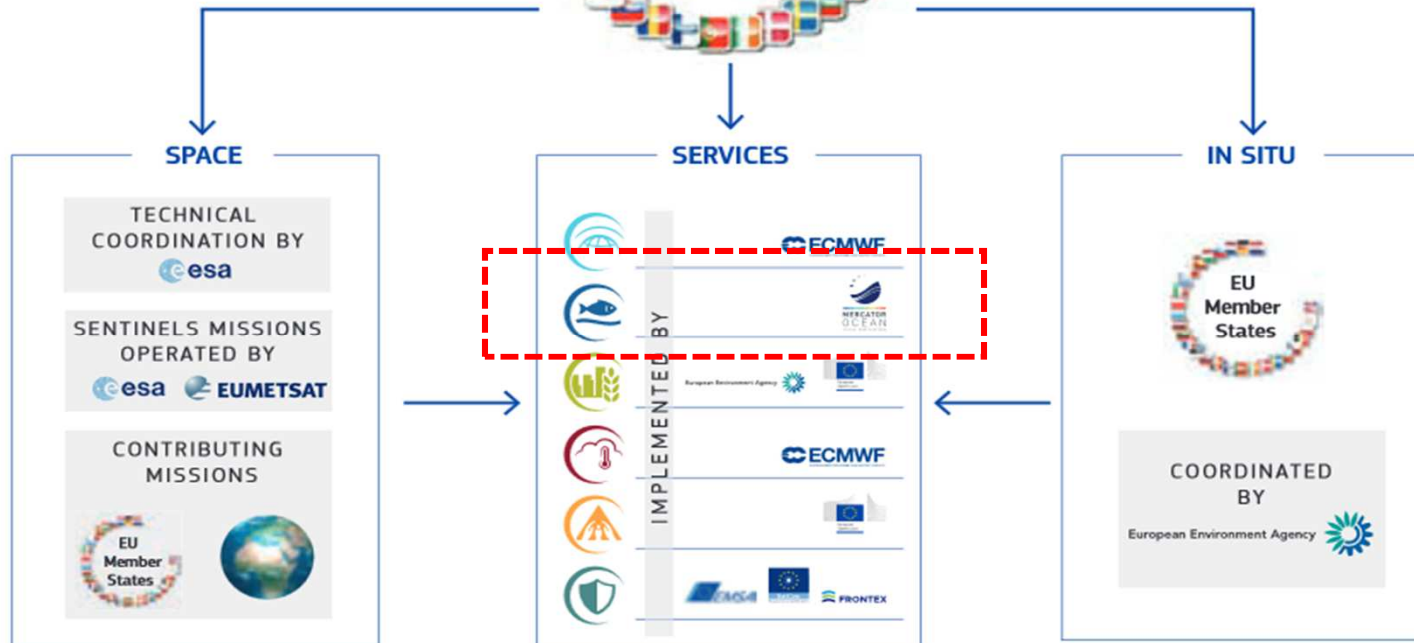 SPACE
TECHNICAL
COORDINATION BY
esa
SENTINELS MISSIONS
OPERATED BY
esa EUMETSAT
CONTRIBUTING
MISSIONS
EU
Member
States
SERVICES
IMPLEMENTED BY
ECMWF
MERCATOR
OCEAN
European Environment Agency
ECMWF
EMSA
FRONTEX
IN SITU
EU
Member
States
COORDINATED
BY
European Environment Agency